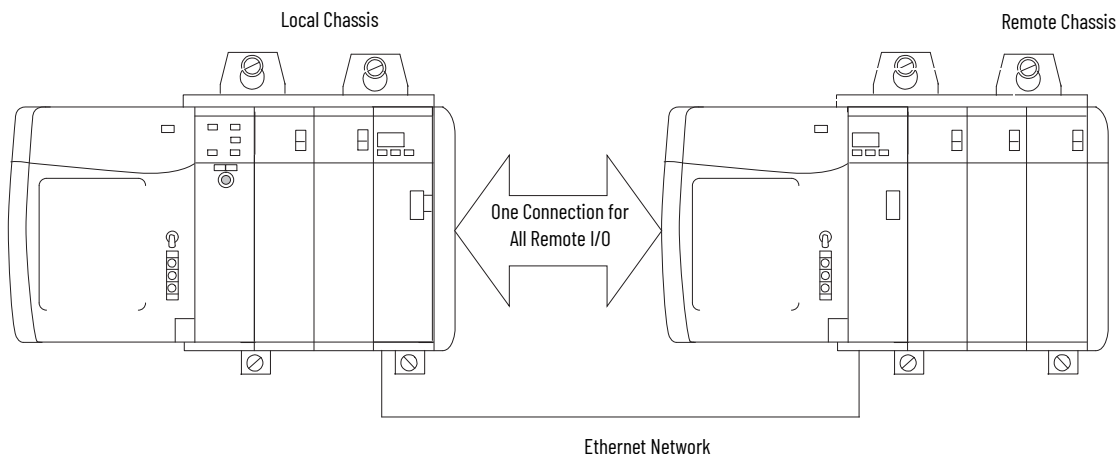 Local Chassis
Remote Chassis
One Connection for
All Remote I/O
Ethernet Network